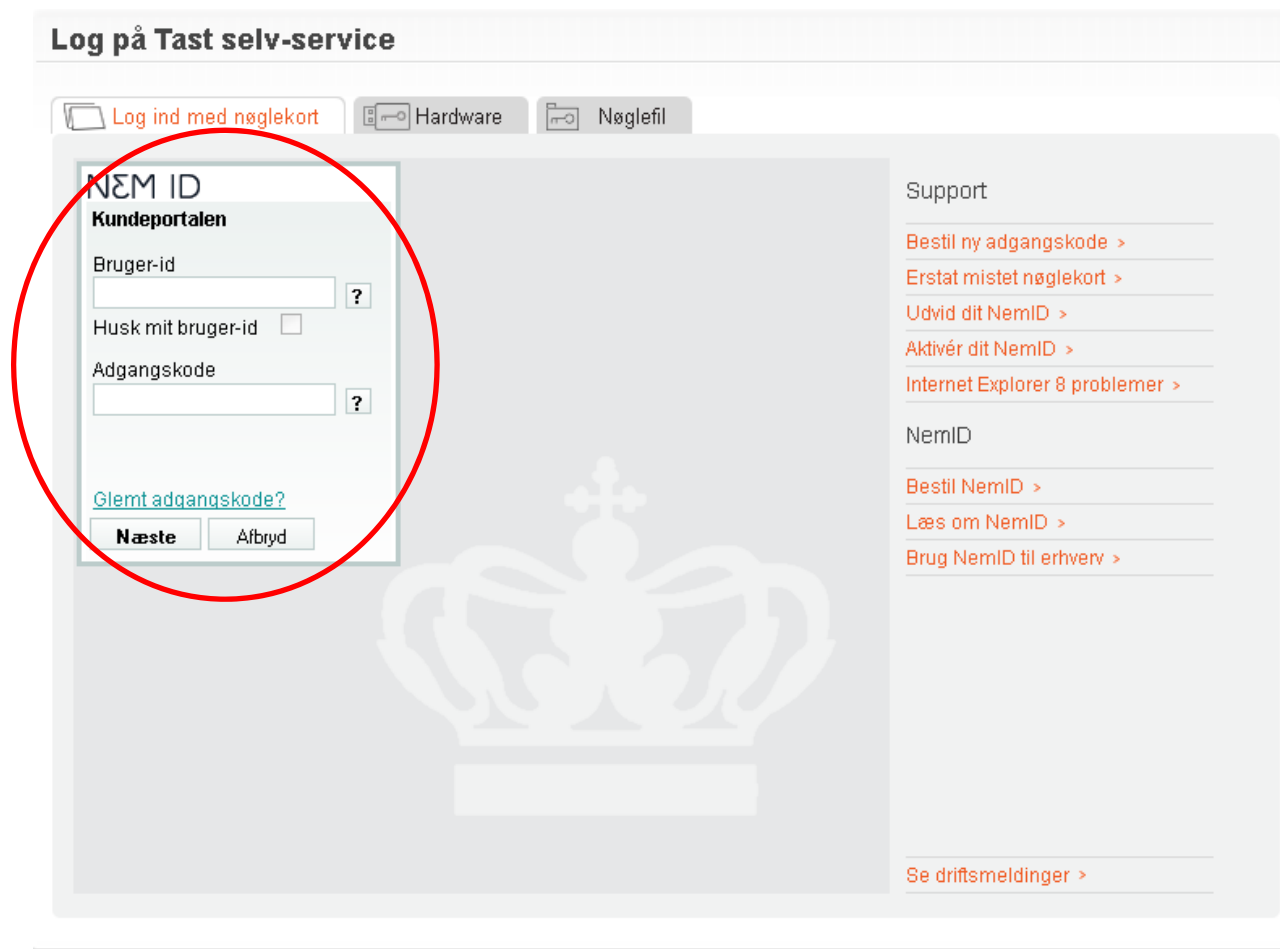 Log på Tast selv-service
Log ind med nøglekort
Hardware
Nøglefil
NEM ID
Kundeportalen
Bruger-id
?
Husk mit bruger-id
Adgangskode
?
Glemt adgangskode?
Næste
Afbryd
Support
Bestil ny adgangskode >
Erstat mistet nøglekort >
Udvid dit NemID >
Aktivér dit NemID >
Internet Explorer 8 problemer >
NemID
Bestil NemID >
Læs om NemID >
Brug NemID til erhverv >
Se driftsmeldinger >